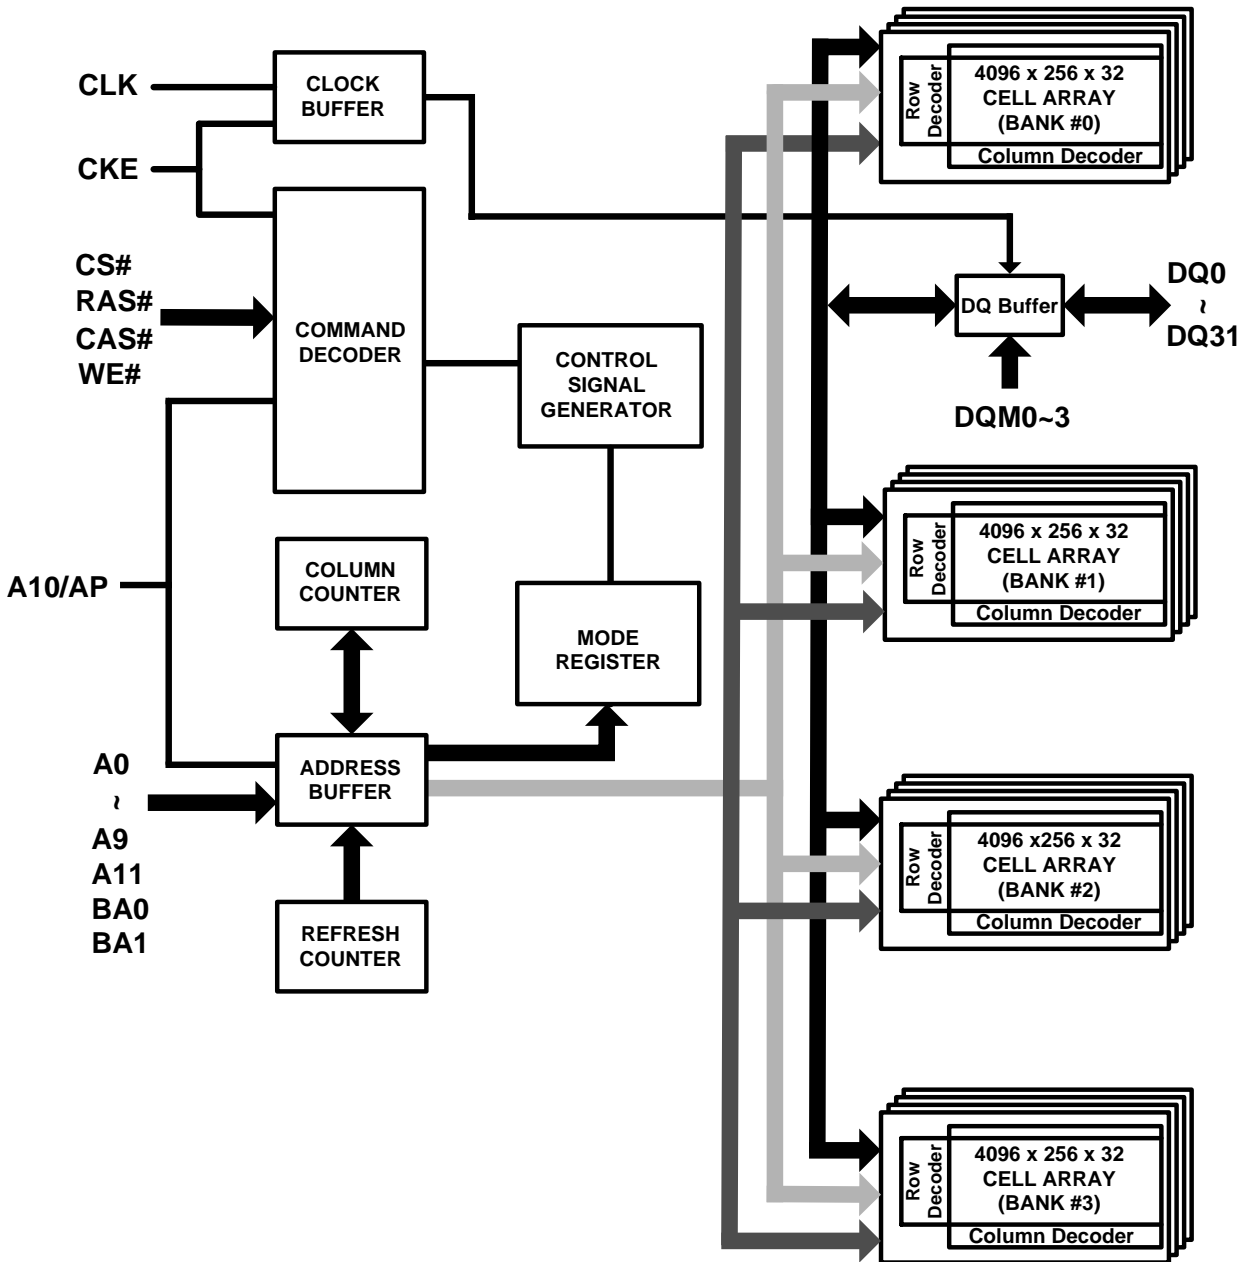 CLK
CKE
CLOCK
BUFFER
CS#
RAS#
CAS#
WE#
COMMAND
DECODER
CONTROL
SIGNAL
GENERATOR
A10/AP
COLUMN
COUNTER
MODE
REGISTER
A0
~
A9
A11
BA0
BA1
ADDRESS
BUFFER
REFRESH
COUNTER
Row
Decoder
4096 x 256 x 32
CELL ARRAY
(BANK #0)
Column Decoder
DQ Buffer
DQ0
~
DQ31
DQM0~3
Row
Decoder
4096 x 256 x 32
CELL ARRAY
(BANK #1)
Column Decoder
Row
Decoder
4096 x256 x 32
CELL ARRAY
(BANK #2)
Column Decoder
Row
Decoder
4096 x 256 x 32
CELL ARRAY
(BANK #3)
Column Decoder